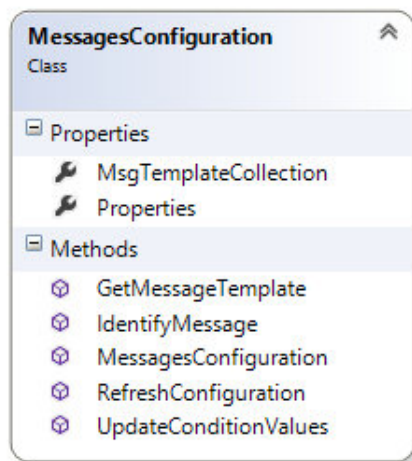 MessagesConfiguration
Class
Properties
MsgTemplateCollection
Properties
Methods
GetMessageTemplate
IdentifyMessage
MessagesConfiguration
RefreshConfiguration
UpdateConditionValues